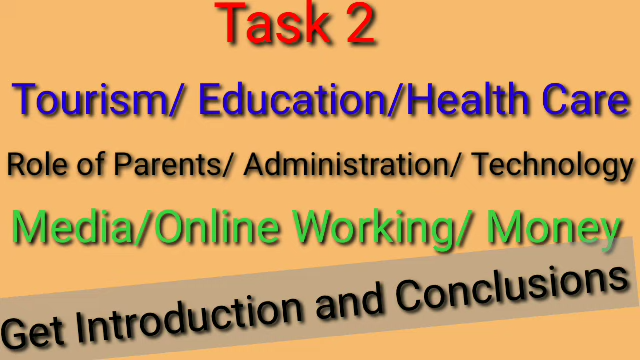 Task 2
Tourism/ Education/Health Care
Role of Parents/ Administration/ Technology
Media/Online Working/ Money
Get Introduction and Conclusions